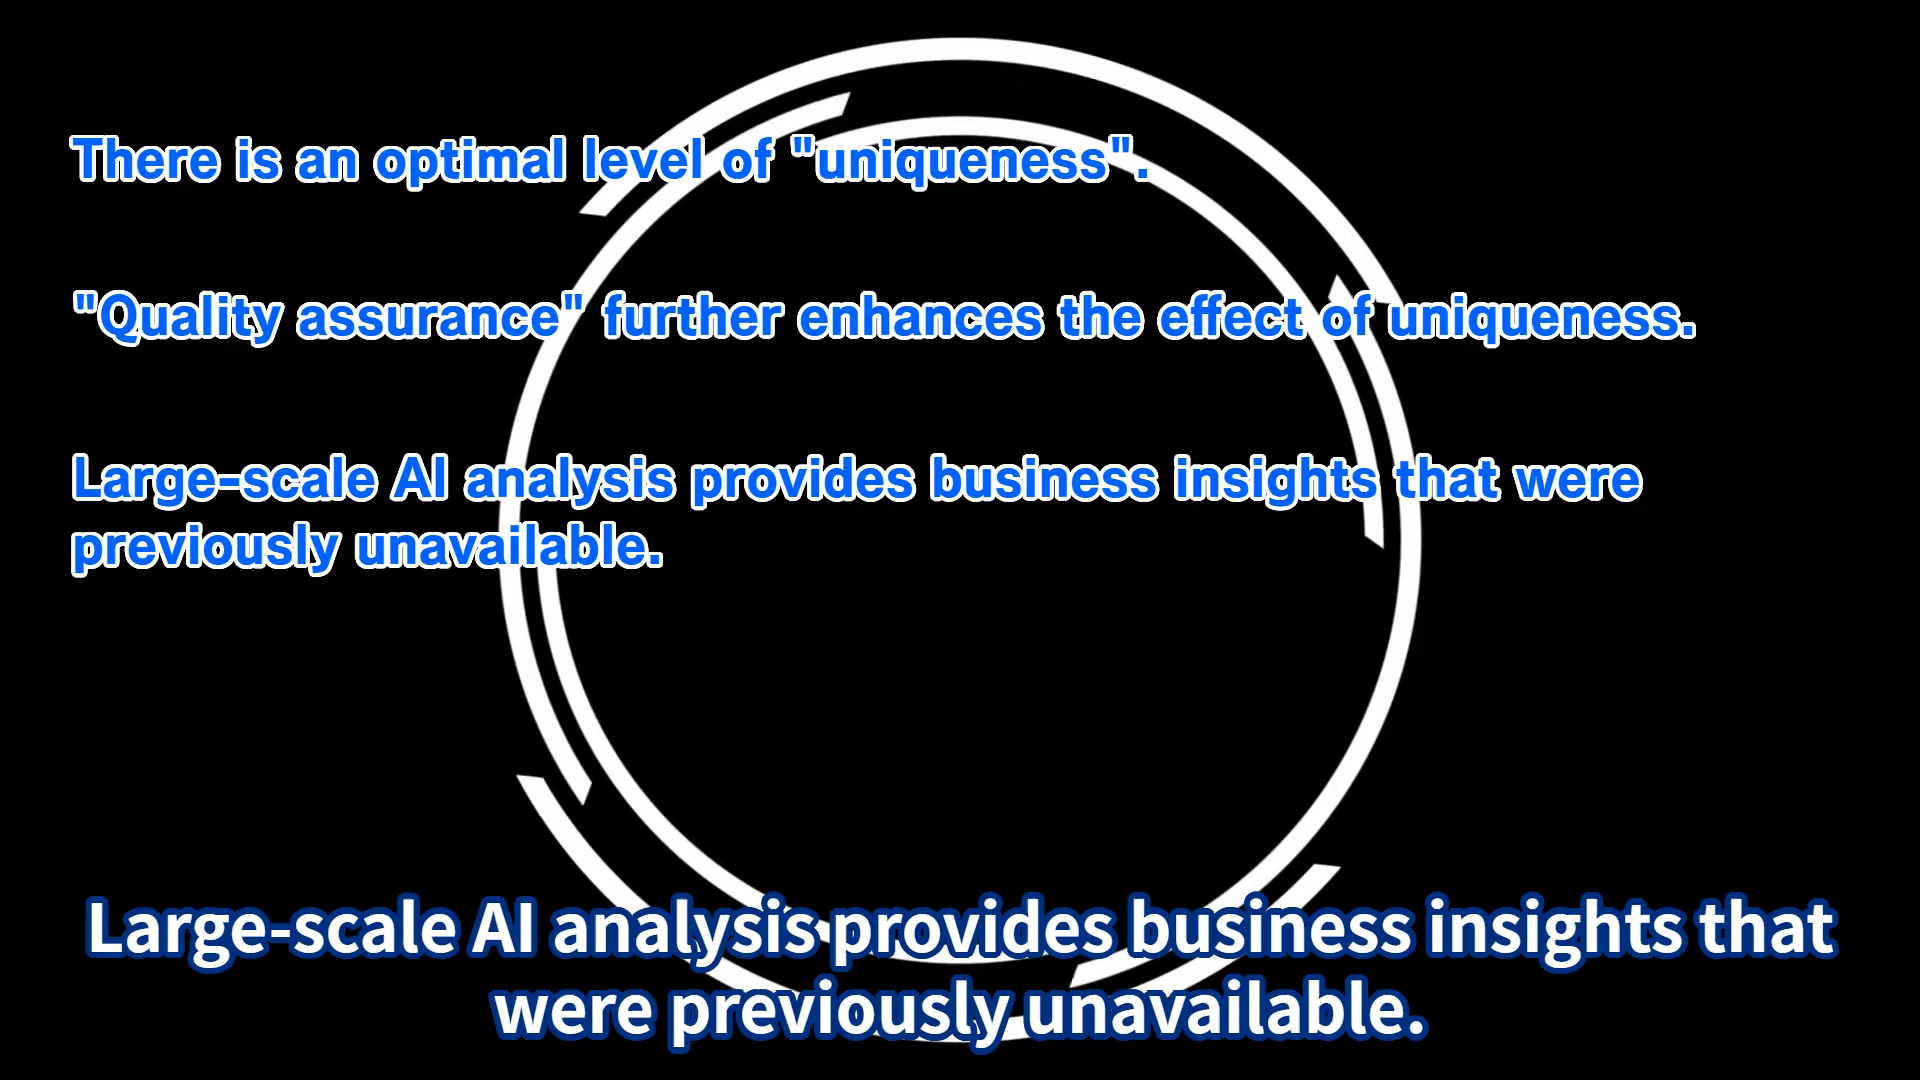 There is an optimal level of "uniqueness".
"Quality assurance" further enhances the effect of uniqueness.
Large-scale AI analysis provides business insights that were
previously unavailable.
Large-scale AI analysis provides business insights that
were previously unavailable.